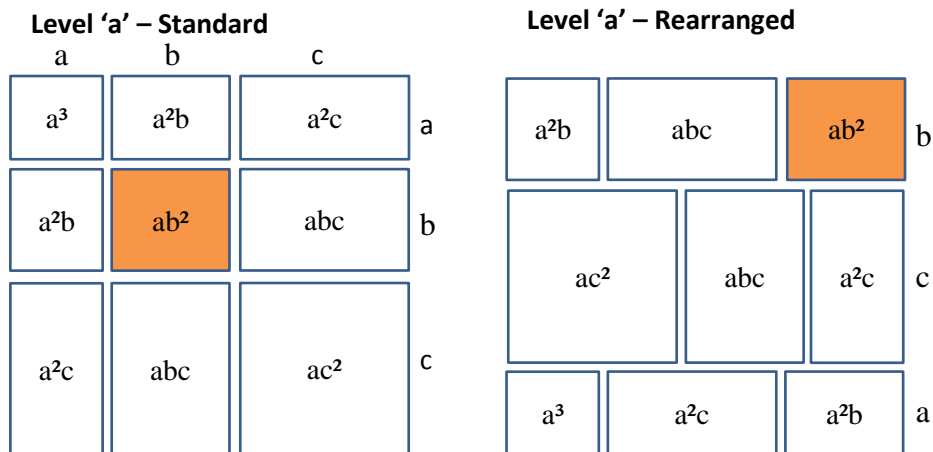 Level ‘a’ – Standard
a b c
a³ a²b a²c a
a²b ab² abc b
a²c abc ac² c
Level ‘a’ – Rearranged
a²b abc ab² b
ac² abc a²c c
a³ a²c a²b a